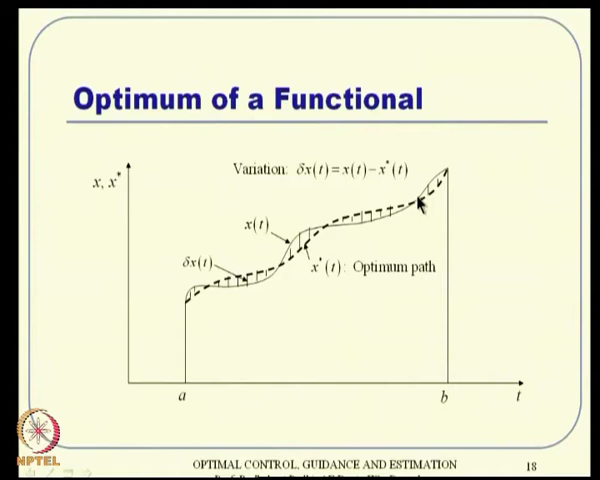 Optimum of a Functional
Variation: δx(t) = x(t) − x*(t)
x, x*
x(t)
δx(t)
x*(t): Optimum path
a
b
t
NPTEL
OPTIMAL CONTROL, GUIDANCE AND ESTIMATION
18